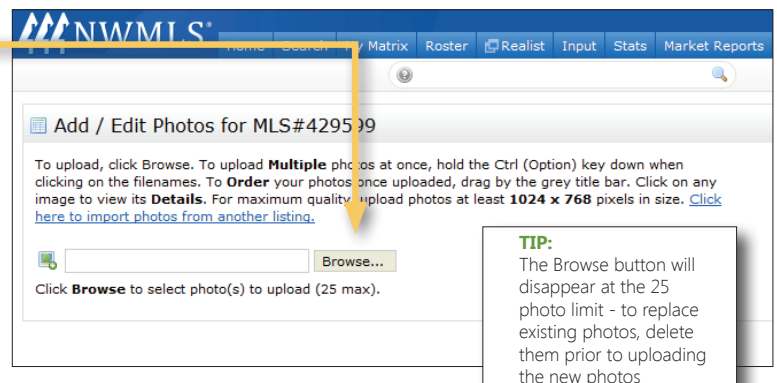 NWMLS®
Home Search My Matrix Roster Realist Input Stats Market Reports
Add / Edit Photos for MLS#429599
To upload, click Browse. To upload Multiple photos at once, hold the Ctrl (Option) key down when
clicking on the filenames. To Order your photos once uploaded, drag by the grey title bar. Click on any
image to view its Details. For maximum quality, upload photos at least 1024 x 768 pixels in size. Click
here to import photos from another listing.
Browse...
Click Browse to select photo(s) to upload (25 max).
TIP:
The Browse button will
disappear at the 25
photo limit - to replace
existing photos, delete
them prior to uploading
the new photos